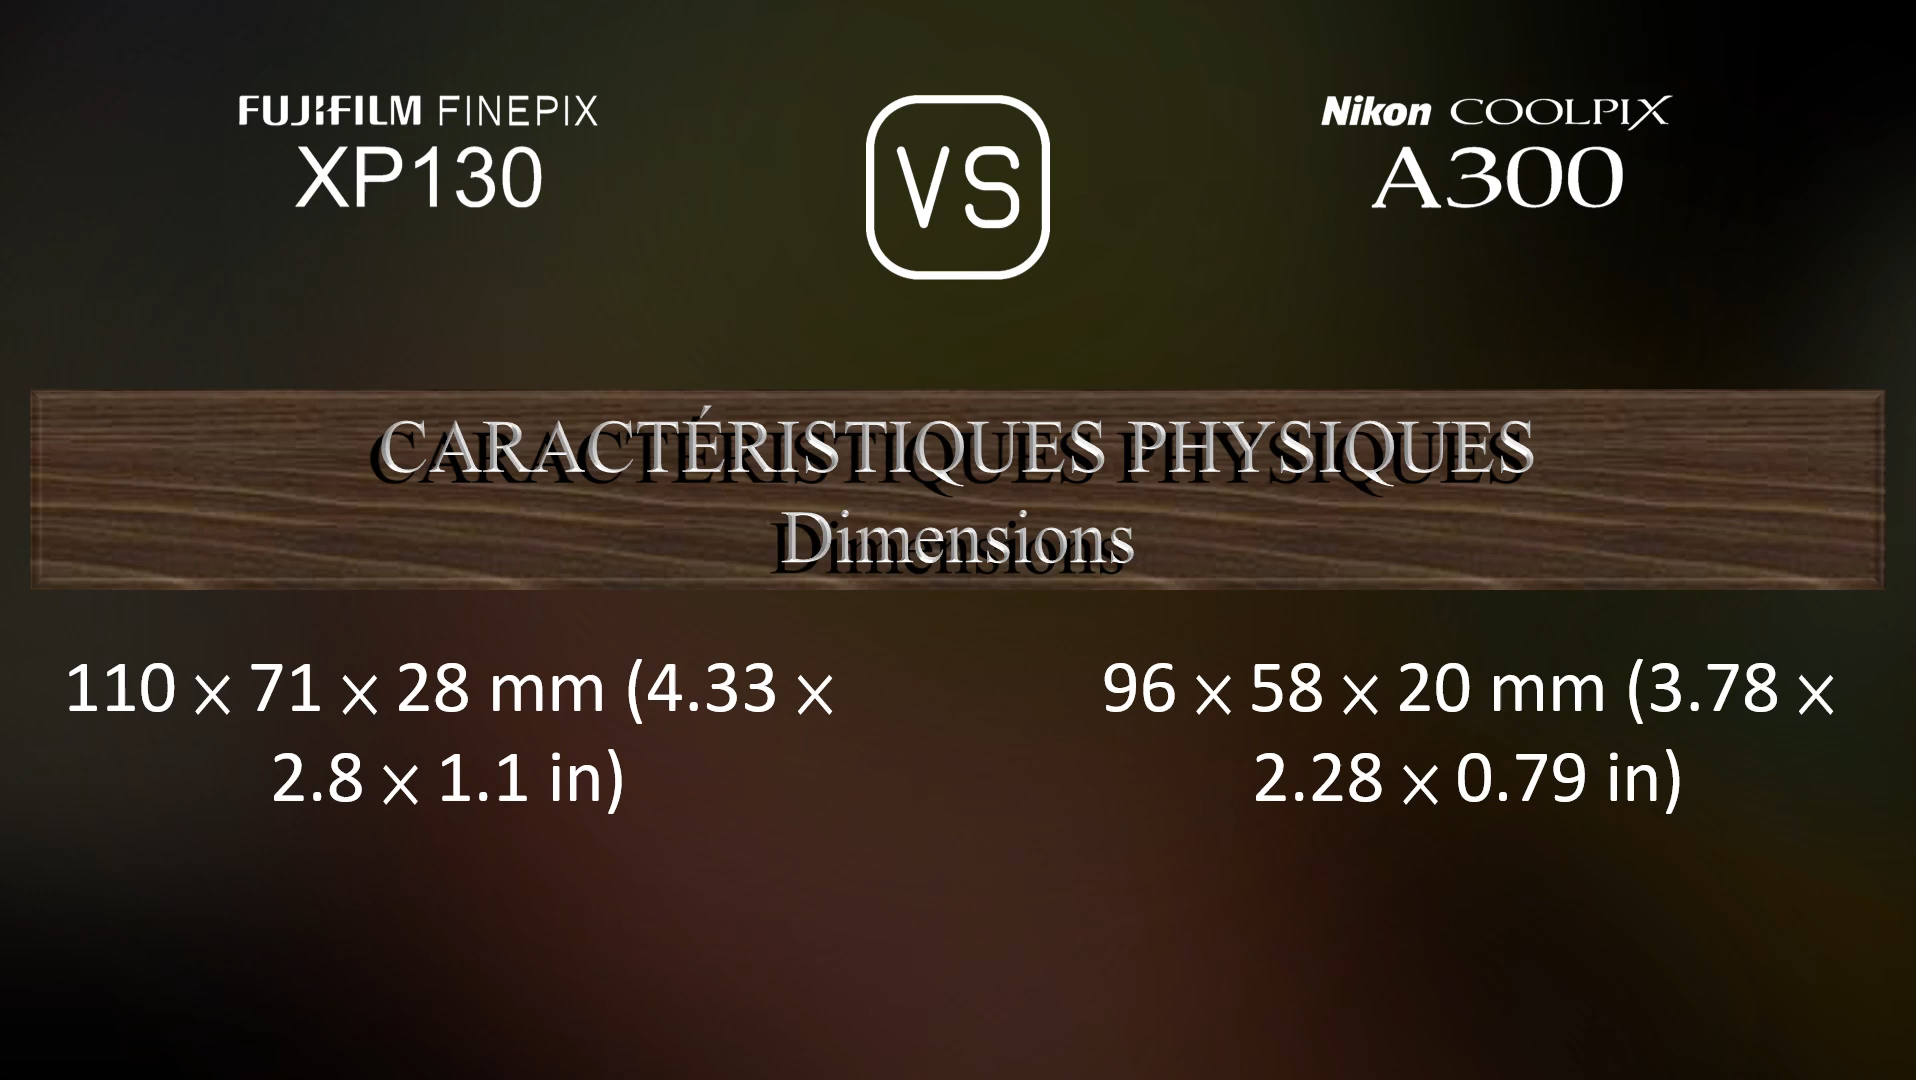 FUJIFILM FINEPIX
XP130
VS
Nikon COOLPIX
A300
CARACTÉRISTIQUES PHYSIQUES
Dimensions
110 x 71 x 28 mm (4.33 x
2.8 x 1.1 in)
96 x 58 x 20 mm (3.78 x
2.28 x 0.79 in)